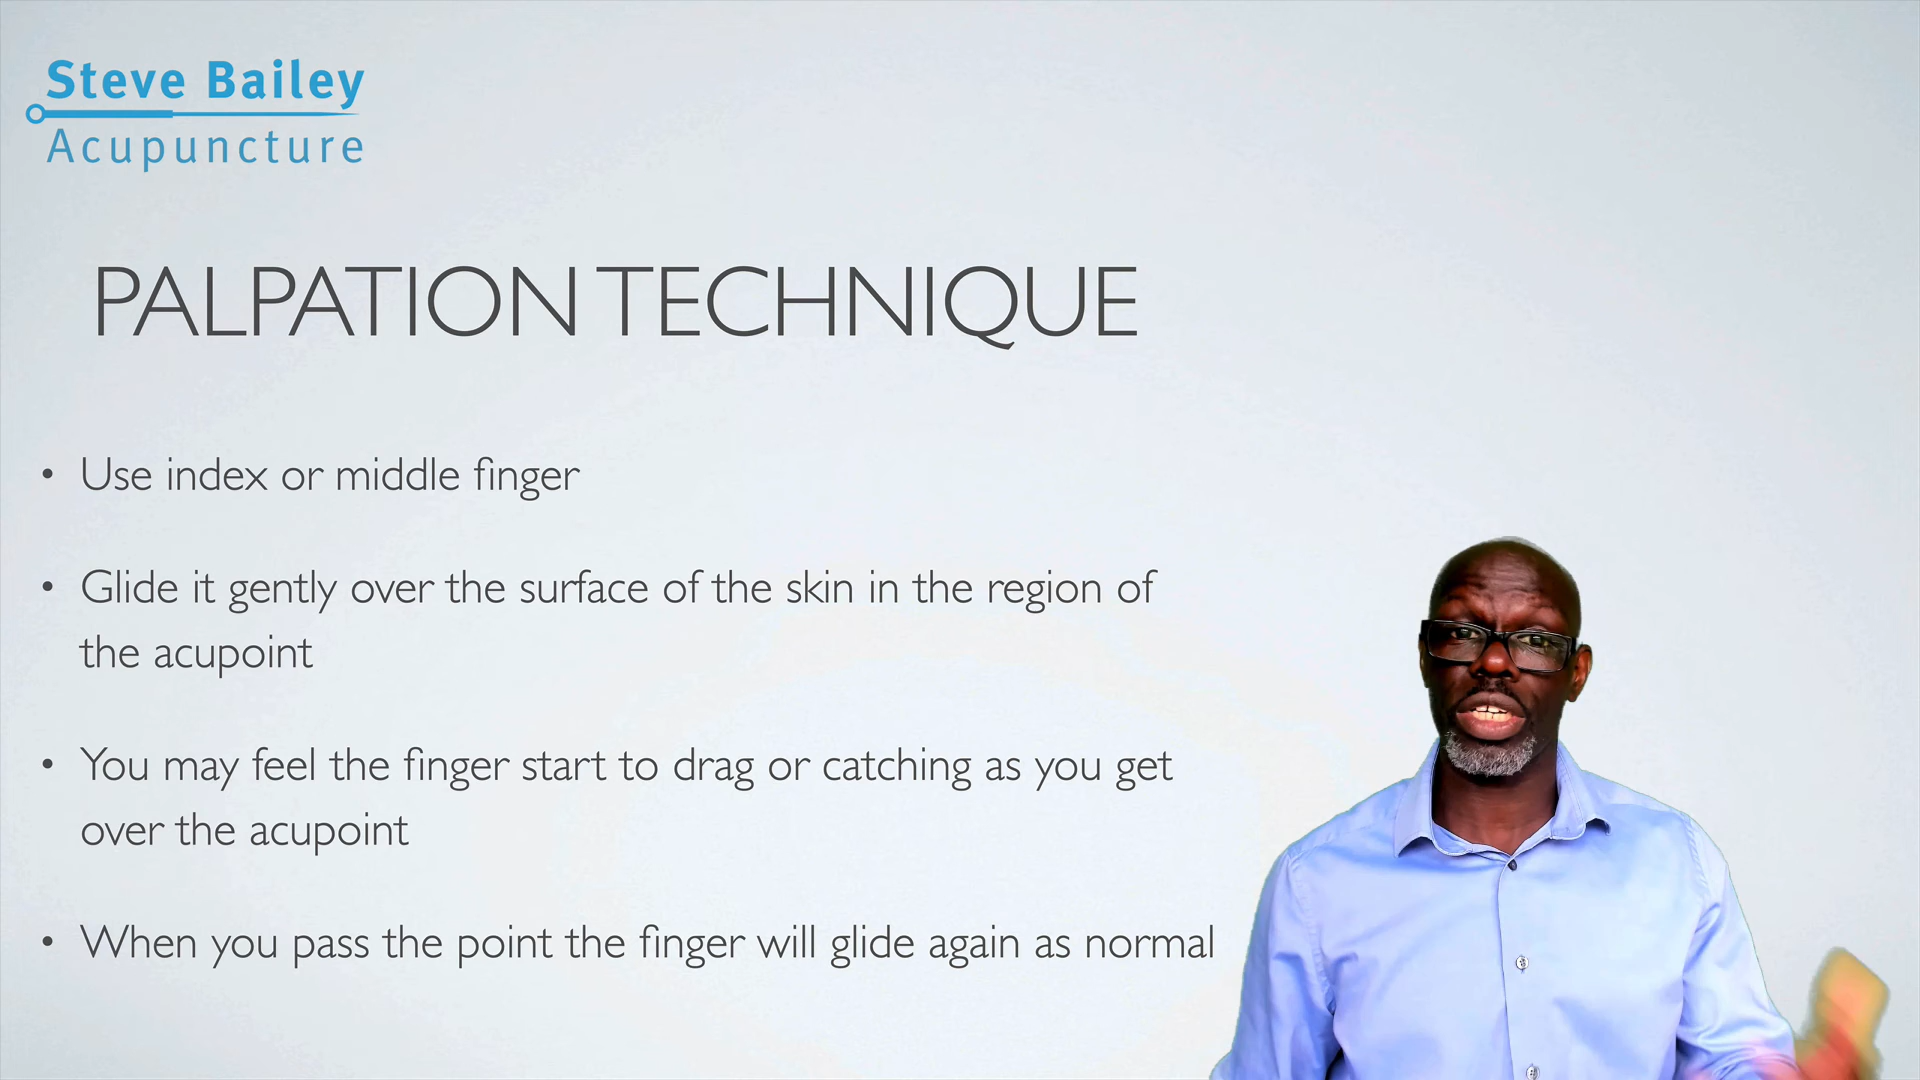 Steve Bailey
Acupuncture
PALPATION TECHNIQUE
• Use index or middle finger
• Glide it gently over the surface of the skin in the region of
the acupoint
• You may feel the finger start to drag or catching as you get
over the acupoint
• When you pass the point the finger will glide again as normal